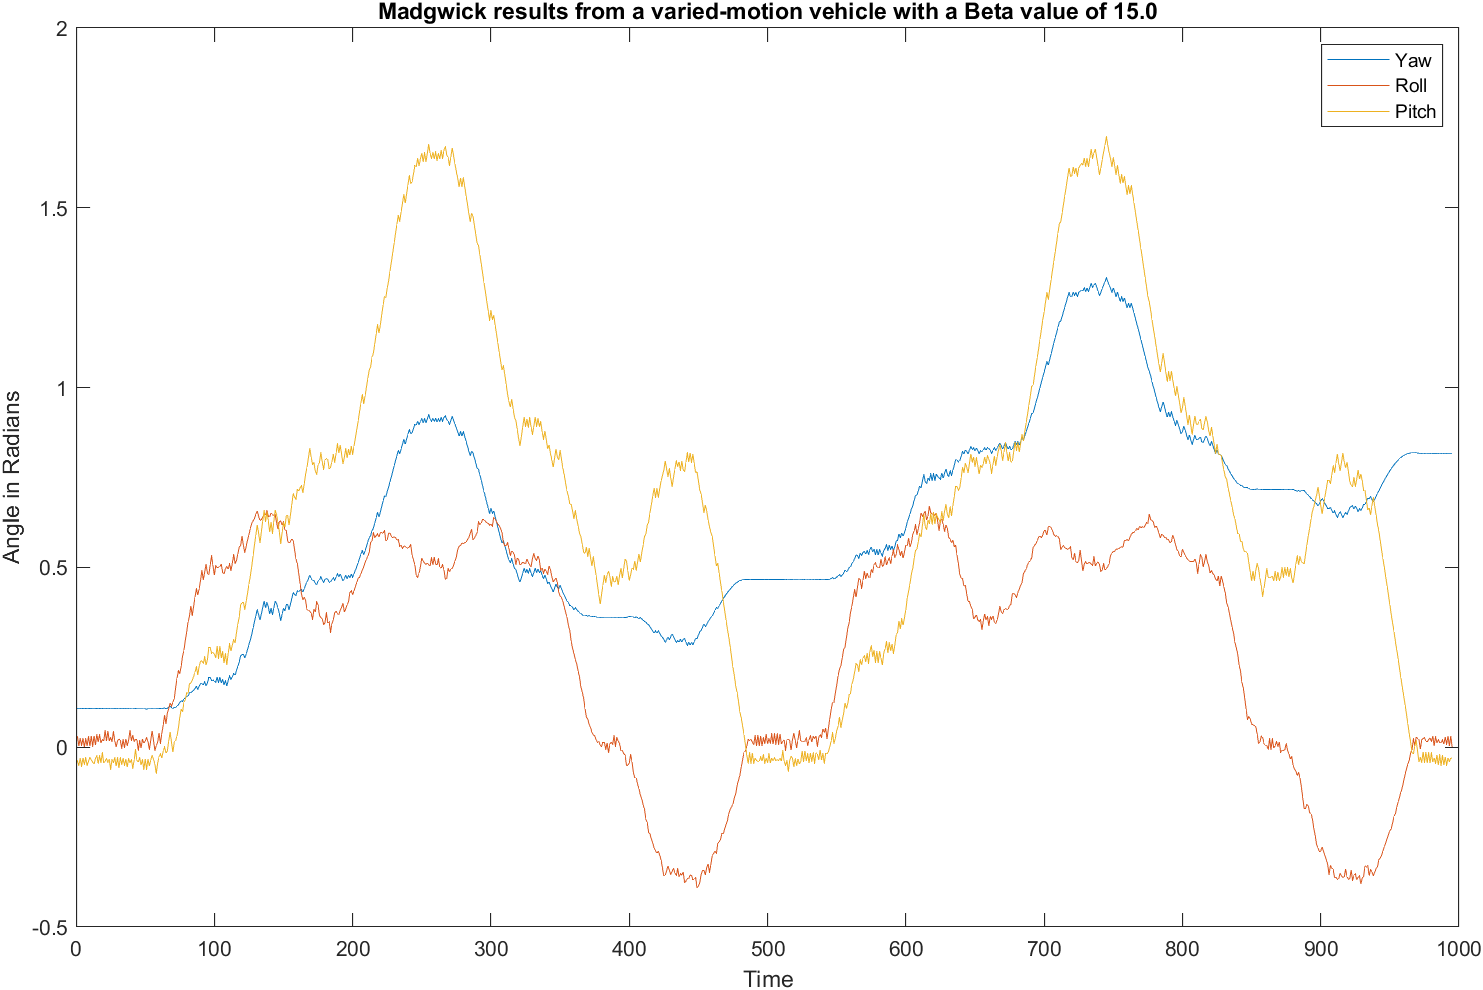 Madgwick results from a varied-motion vehicle with a Beta value of 15.0
2
1.5
1
0.5
0
-0.5
Angle in Radians
Yaw
Roll
Pitch
0 100 200 300 400 500 600 700 800 900 1000
Time